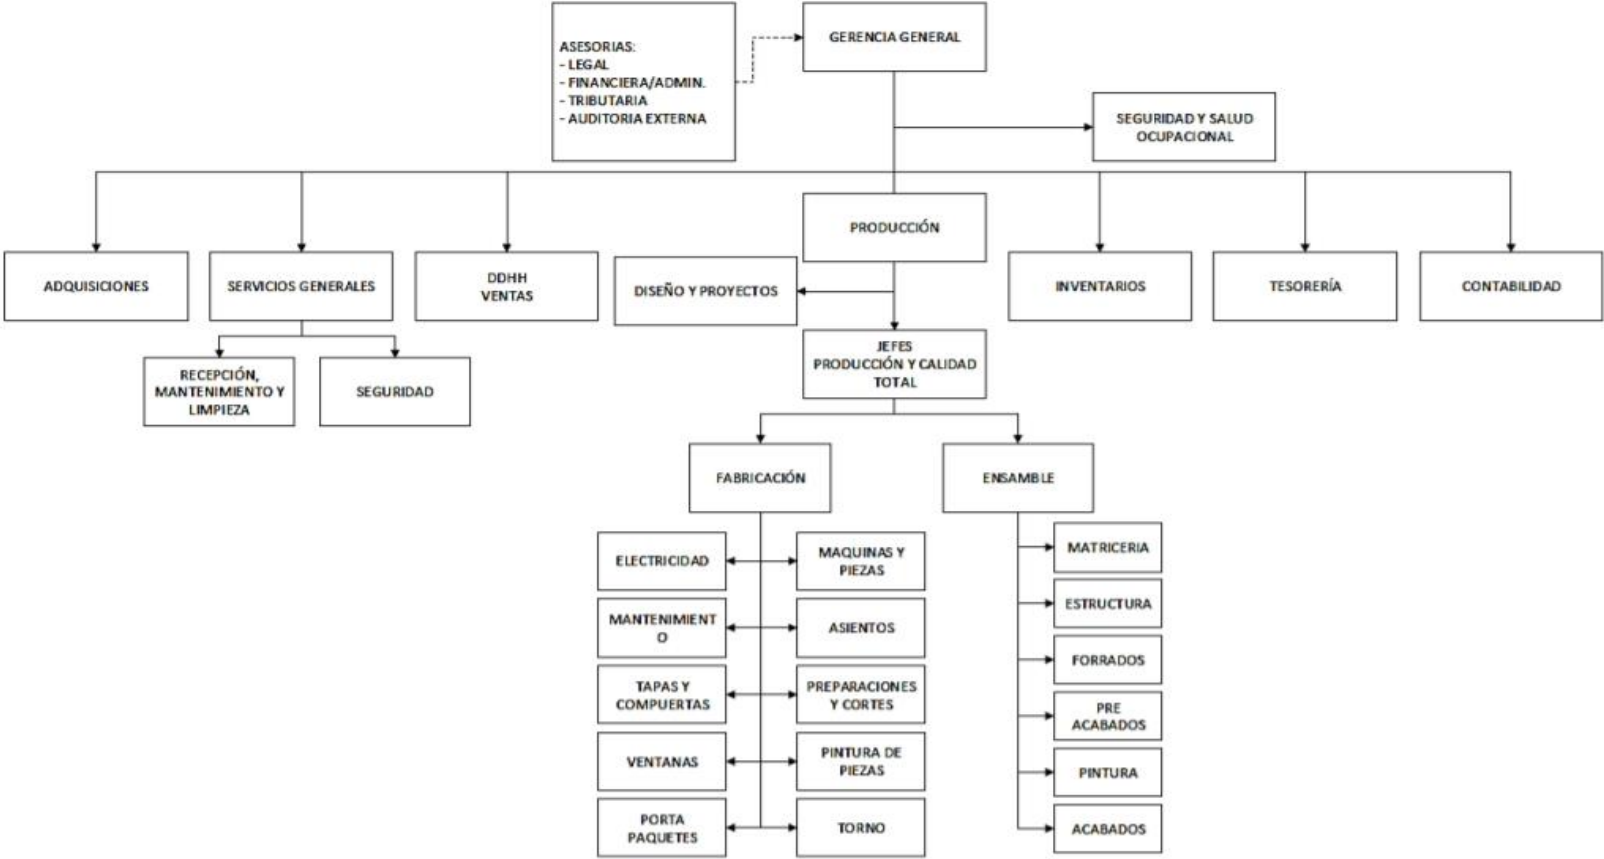 ASESORIAS:
- LEGAL
- FINANCIERA/ADMIN.
- TRIBUTARIA
- AUDITORIA EXTERNA
GERENCIA GENERAL
SEGURIDAD Y SALUD
OCUPACIONAL
PRODUCCIÓN
ADQUISICIONES
SERVICIOS GENERALES
DDHH
VENTAS
DISEÑO Y PROYECTOS
INVENTARIOS
TESORERÍA
CONTABILIDAD
RECEPCIÓN,
MANTENIMIENTO Y
LIMPIEZA
SEGURIDAD
JEFES
PRODUCCIÓN Y CALIDAD
TOTAL
FABRICACIÓN
ENSAMBLE
ELECTRICIDAD
MAQUINAS Y
PIEZAS
MANTENIMIENT
O
ASIENTOS
TAPAS Y
COMPUERTAS
PREPARACIONES
Y CORTES
VENTANAS
PINTURA DE
PIEZAS
PORTA
PAQUETES
TORNO
MATRICERIA
ESTRUCTURA
FORRADOS
PRE
ACABADOS
PINTURA
ACABADOS